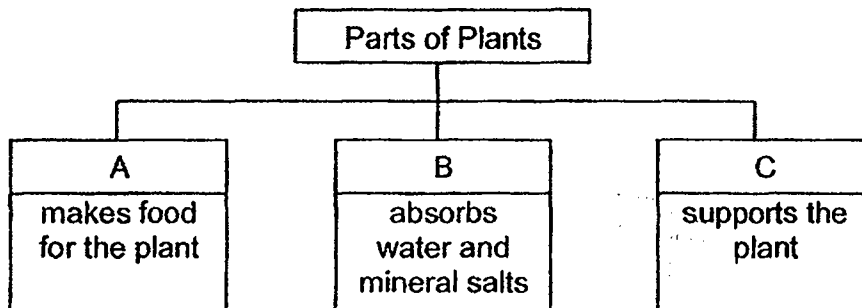 Parts of Plants
A
makes food
for the plant
B
absorbs
water and
mineral salts
C
supports the
plant